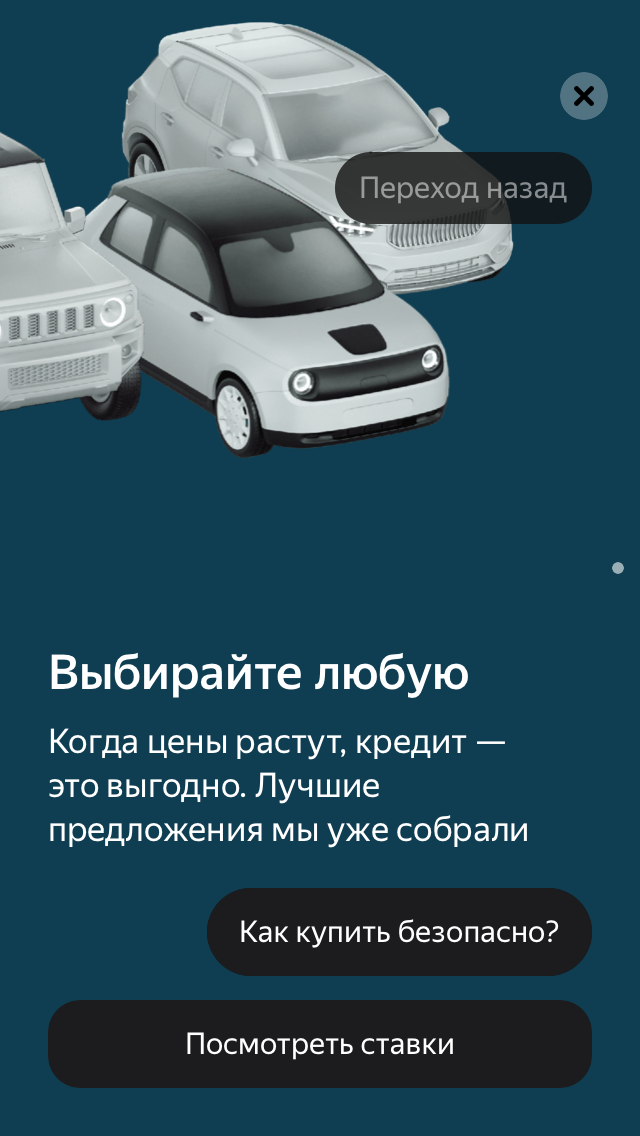 Переход назад
Выбирайте любую
Когда цены растут, кредит —
это выгодно. Лучшие
предложения мы уже собрали
Как купить безопасно?
Посмотреть ставки